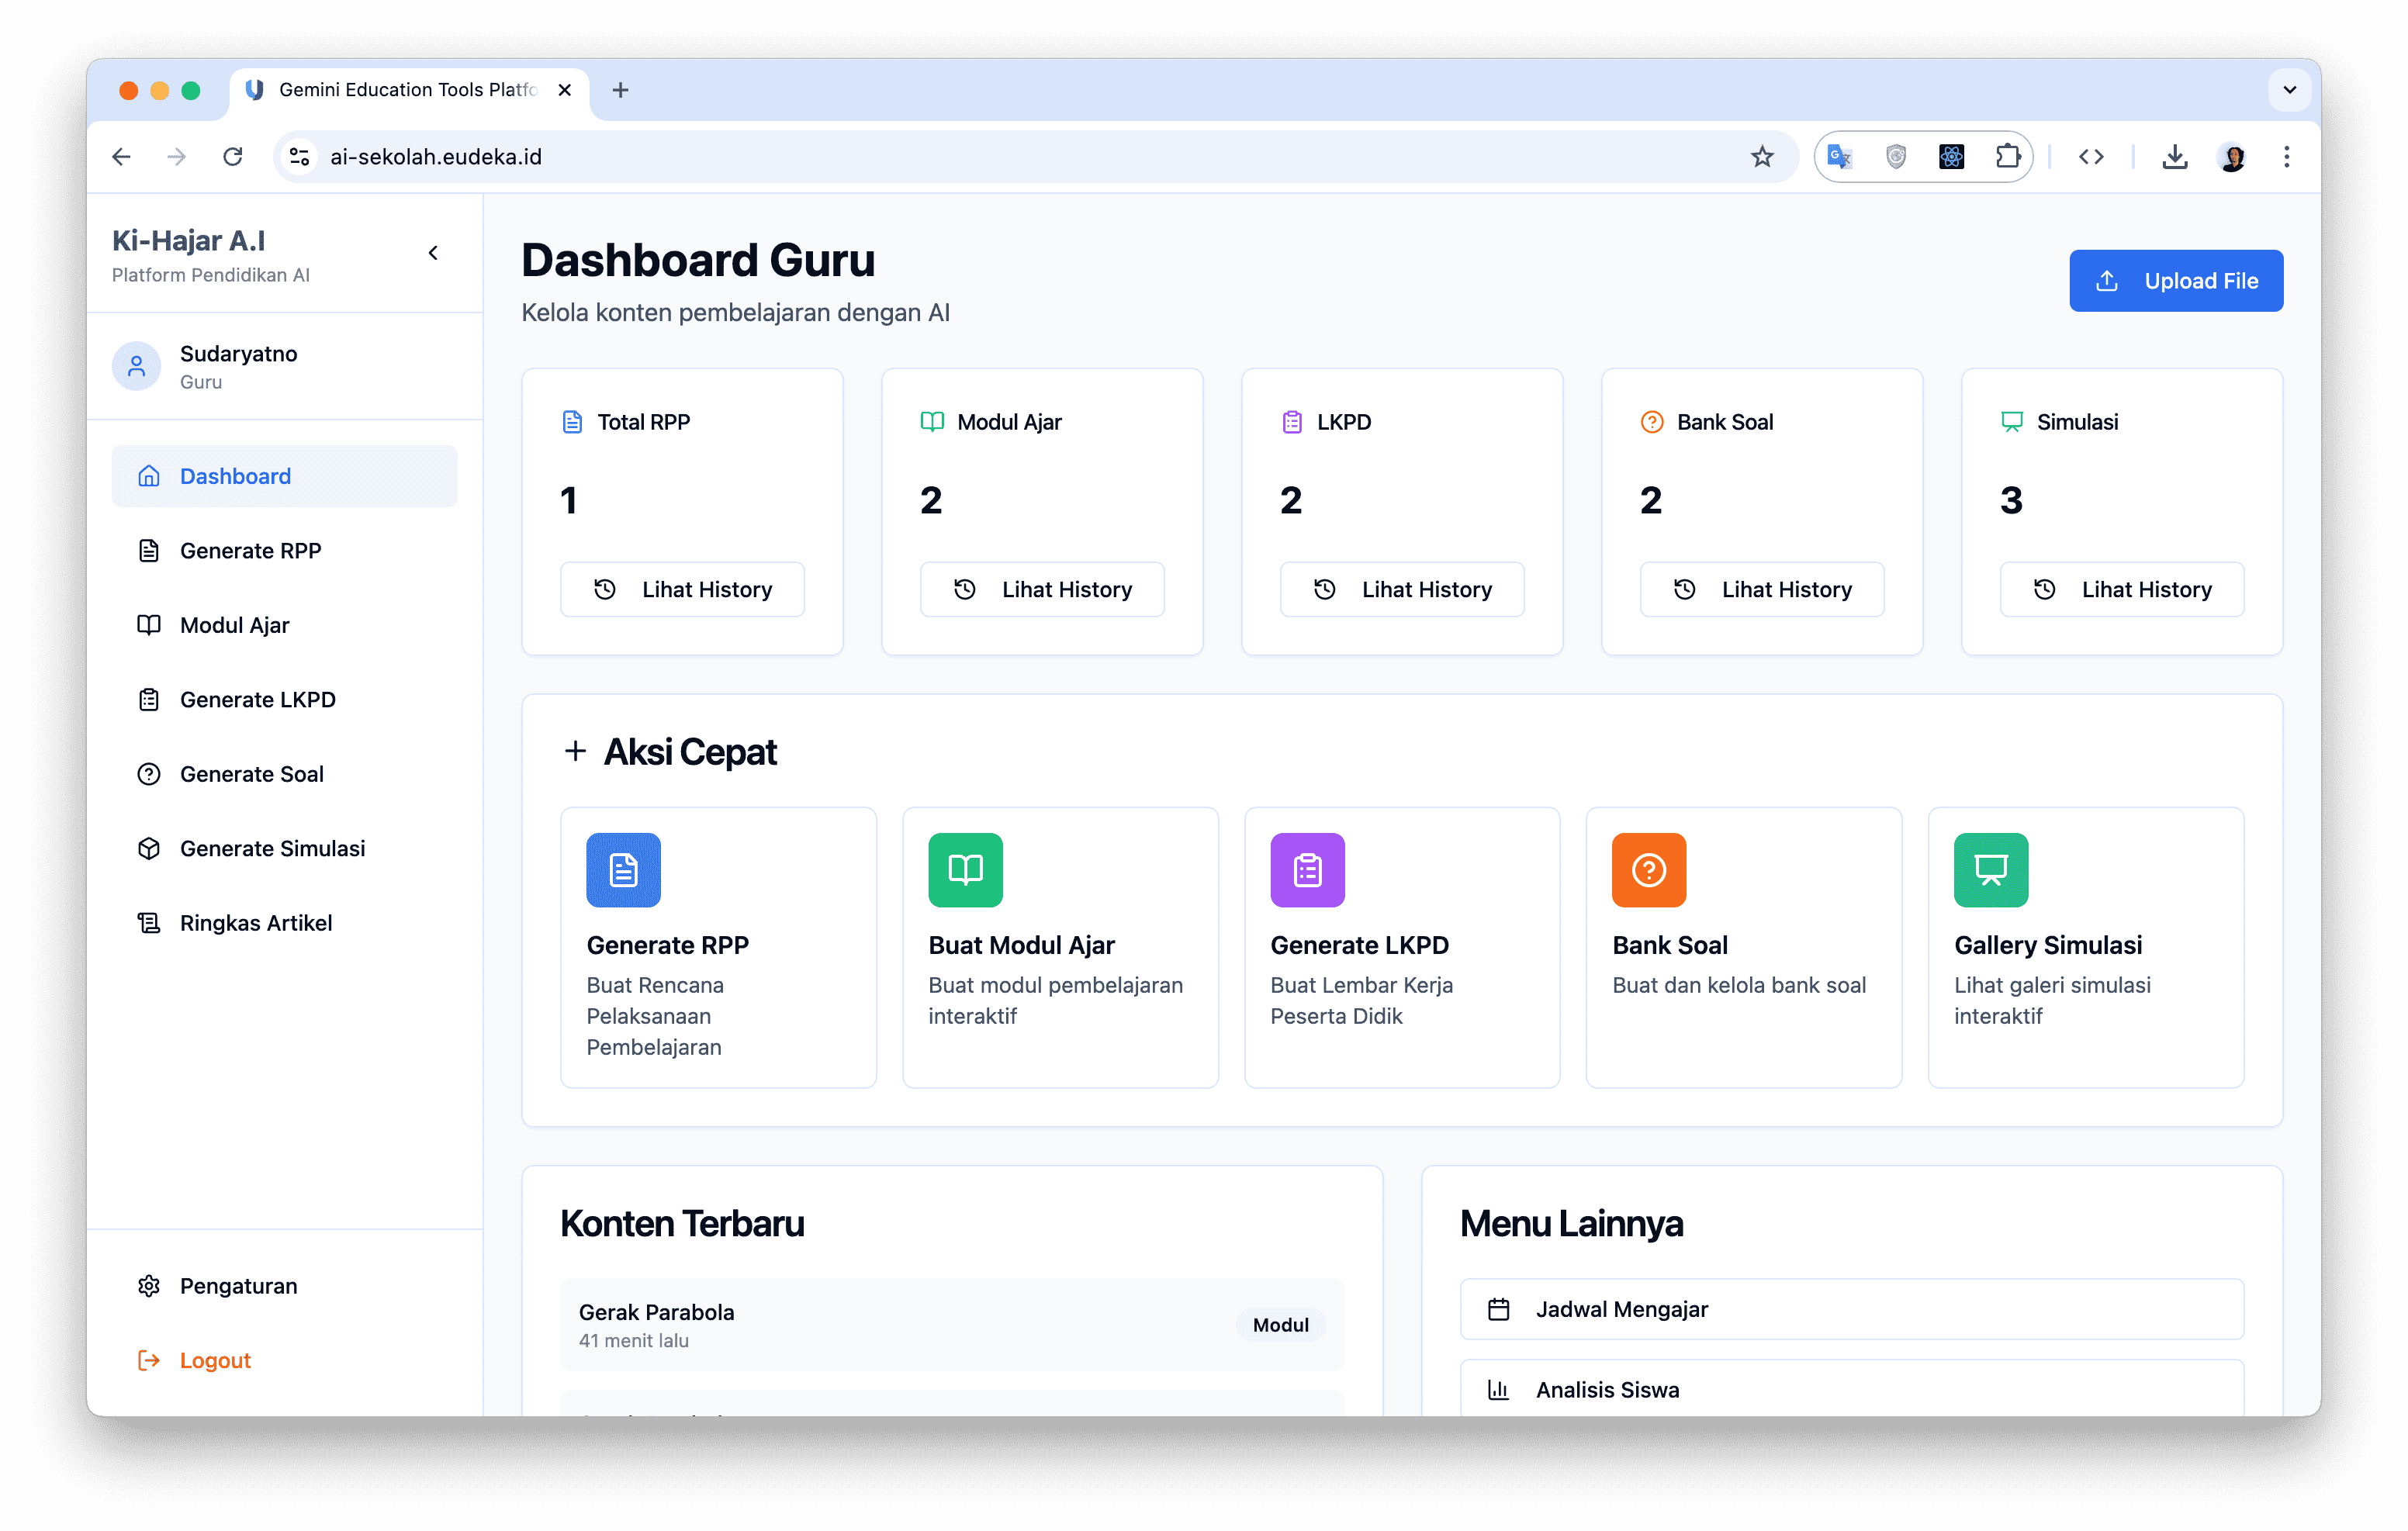 Gemini Education Tools Platfo
ai-sekolah.eudeka.id
Ki-Hajar A.I
Platform Pendidikan AI
Sudaryatno
Guru
Dashboard
Generate RPP
Modul Ajar
Generate LKPD
Generate Soal
Generate Simulasi
Ringkas Artikel
Pengaturan
Logout
Dashboard Guru
Kelola konten pembelajaran dengan AI
Upload File
Total RPP
1
Lihat History
Modul Ajar
2
Lihat History
LKPD
2
Lihat History
Bank Soal
2
Lihat History
Simulasi
3
Lihat History
Aksi Cepat
Generate RPP
Buat Rencana
Pelaksanaan
Pembelajaran
Buat Modul Ajar
Buat modul pembelajaran
interaktif
Generate LKPD
Buat Lembar Kerja
Peserta Didik
Bank Soal
Buat dan kelola bank soal
Gallery Simulasi
Lihat galeri simulasi
interaktif
Konten Terbaru
Gerak Parabola
41 menit lalu
Modul
Menu Lainnya
Jadwal Mengajar
Analisis Siswa